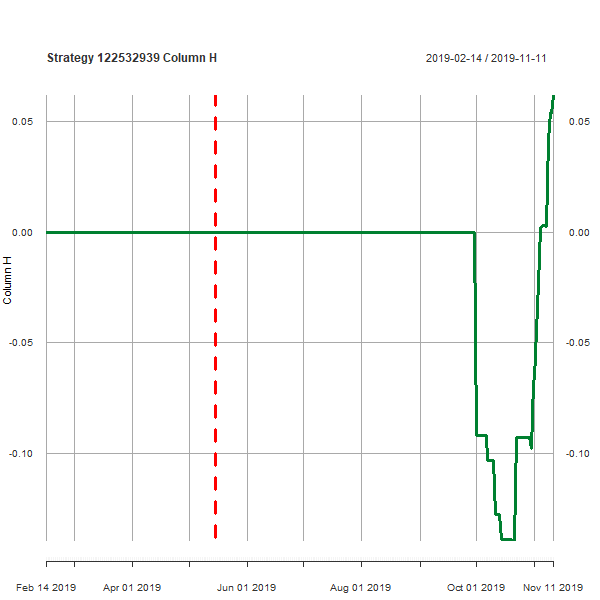 Strategy 122532939 Column H
2019-02-14 / 2019-11-11
0.05
0.05
0.00
0.00
-0.05
-0.05
-0.10
-0.10
Column H
Feb 14 2019
Apr 01 2019
Jun 01 2019
Aug 01 2019
Oct 01 2019
Nov 11 2019